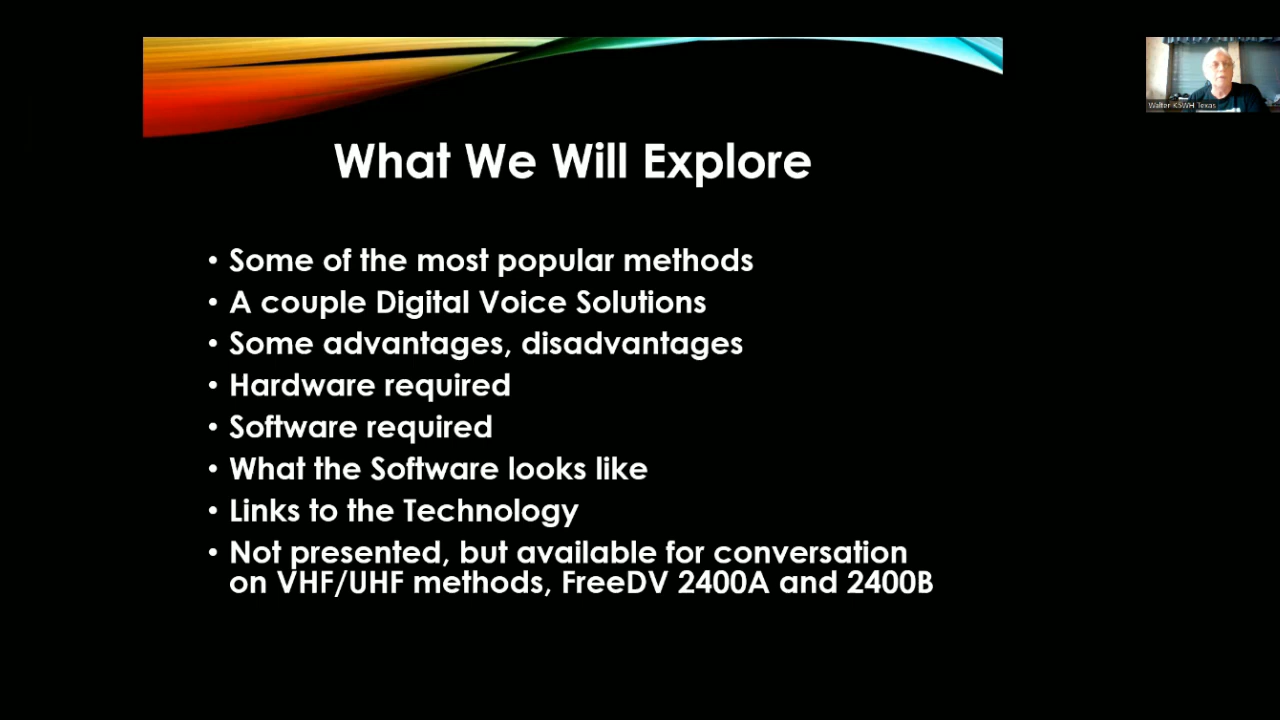 Walter K5WH Texas
What We Will Explore
• Some of the most popular methods
• A couple Digital Voice Solutions
• Some advantages, disadvantages
• Hardware required
• Software required
• What the Software looks like
• Links to the Technology
• Not presented, but available for conversation
on VHF/UHF methods, FreeDV 2400A and 2400B